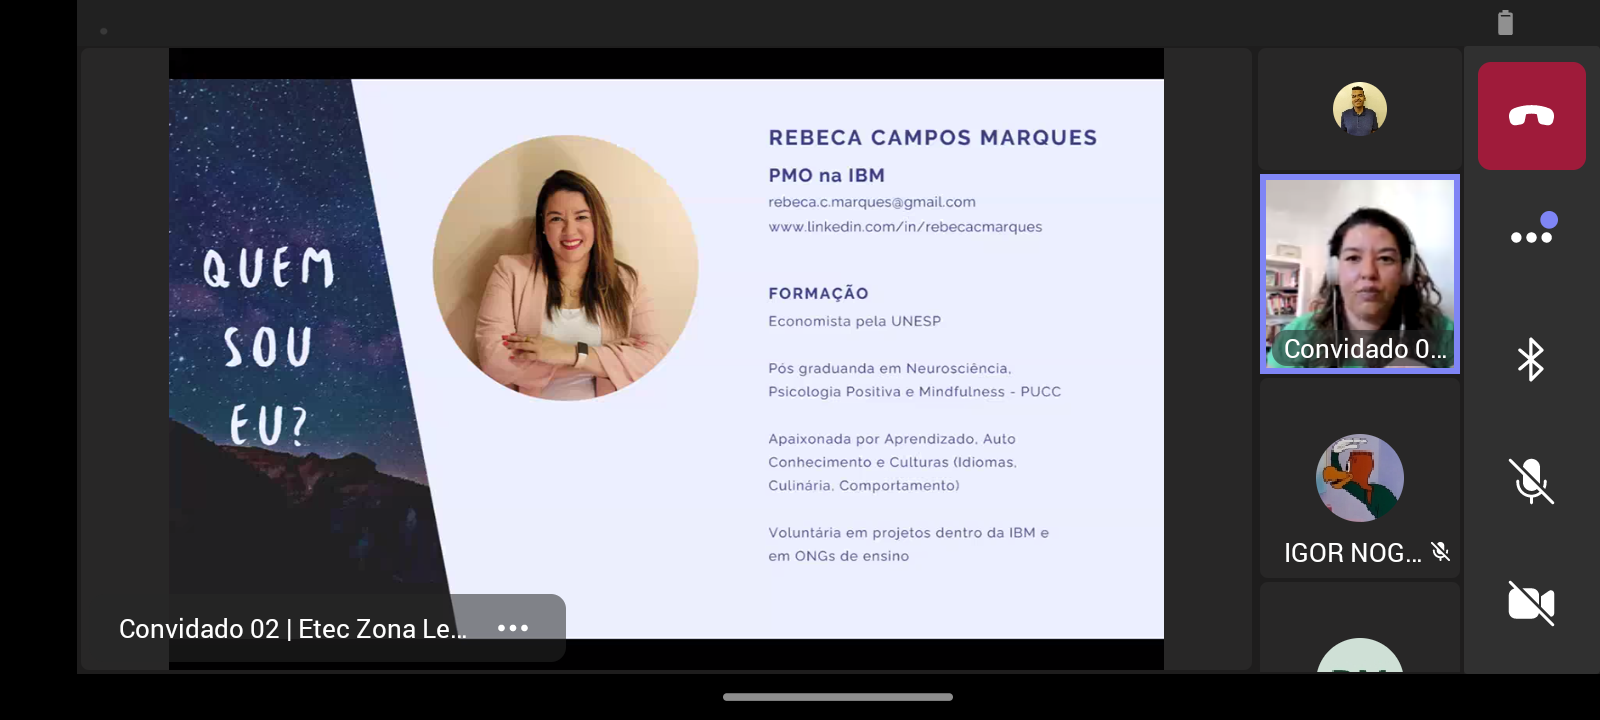 QUEM
SOU
EU?
REBECA CAMPOS MARQUES
PMO na IBM
rebeca.c.marques@gmail.com
www.linkedin.com/in/rebecacmarques
FORMAÇÃO
Economista pela UNESP
Pós graduanda em Neurosciência,
Psicologia Positiva e Mindfulness - PUCC
Apaixonada por Aprendizado, Auto
Conhecimento e Culturas (Idiomas,
Culinária, Comportamento)
Voluntária em projetos dentro da IBM e
em ONGs de ensino
Convidado 02 | Etec Zona Le...
Convidado 0...
IGOR NOG...